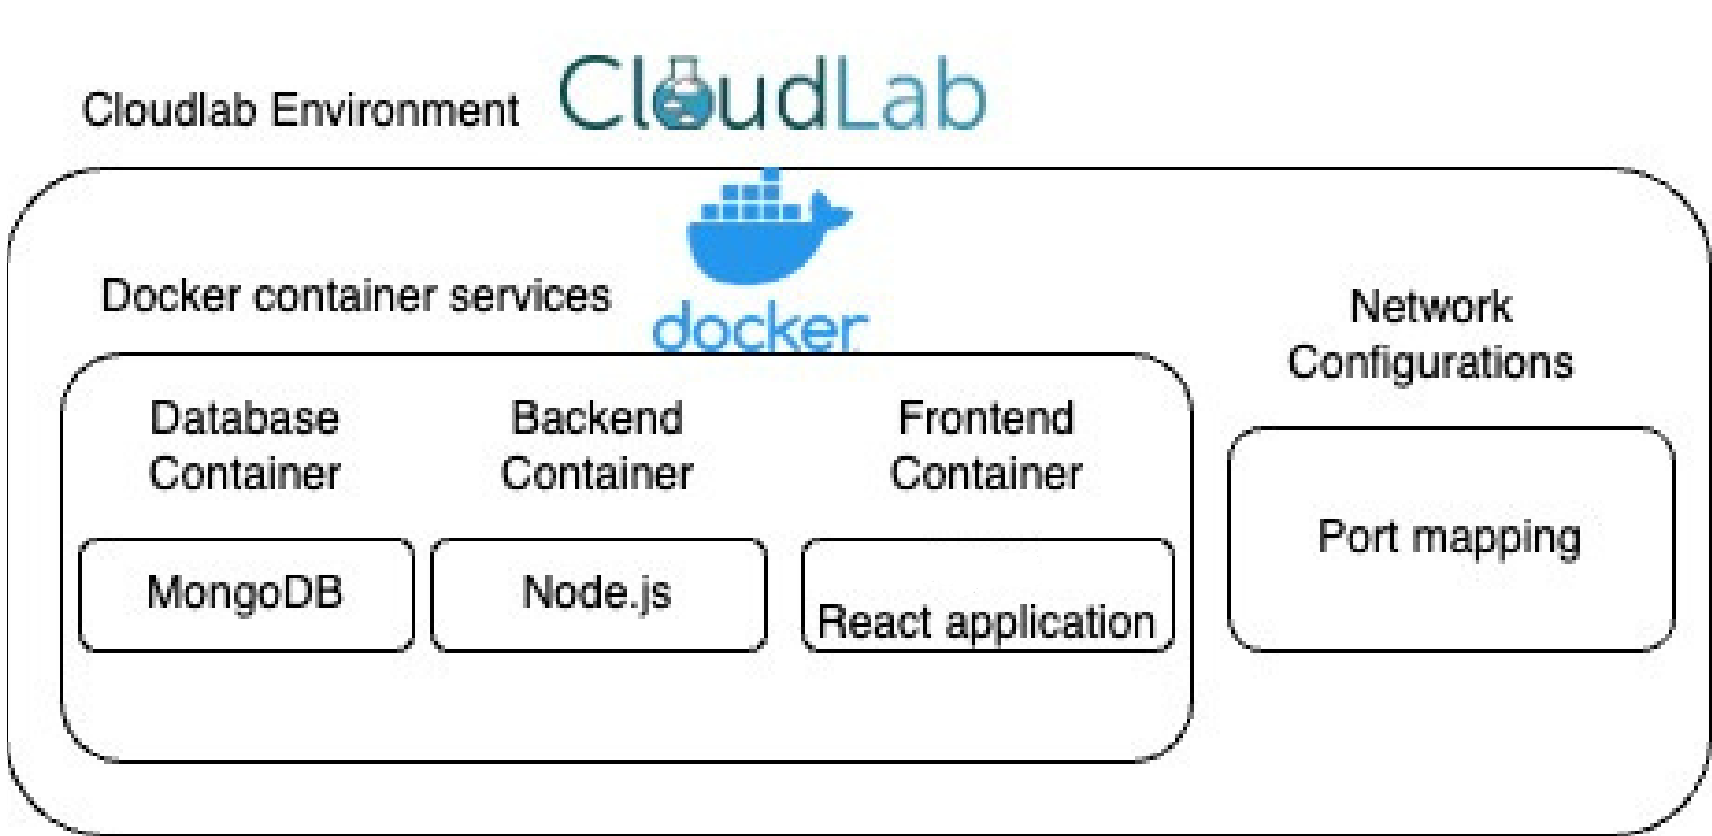 Cloudlab Environment CloudLab
Docker container services
docker
Network
Configurations
Database
Container
Backend
Container
Frontend
Container
MongoDB
Node.js
React application
Port mapping